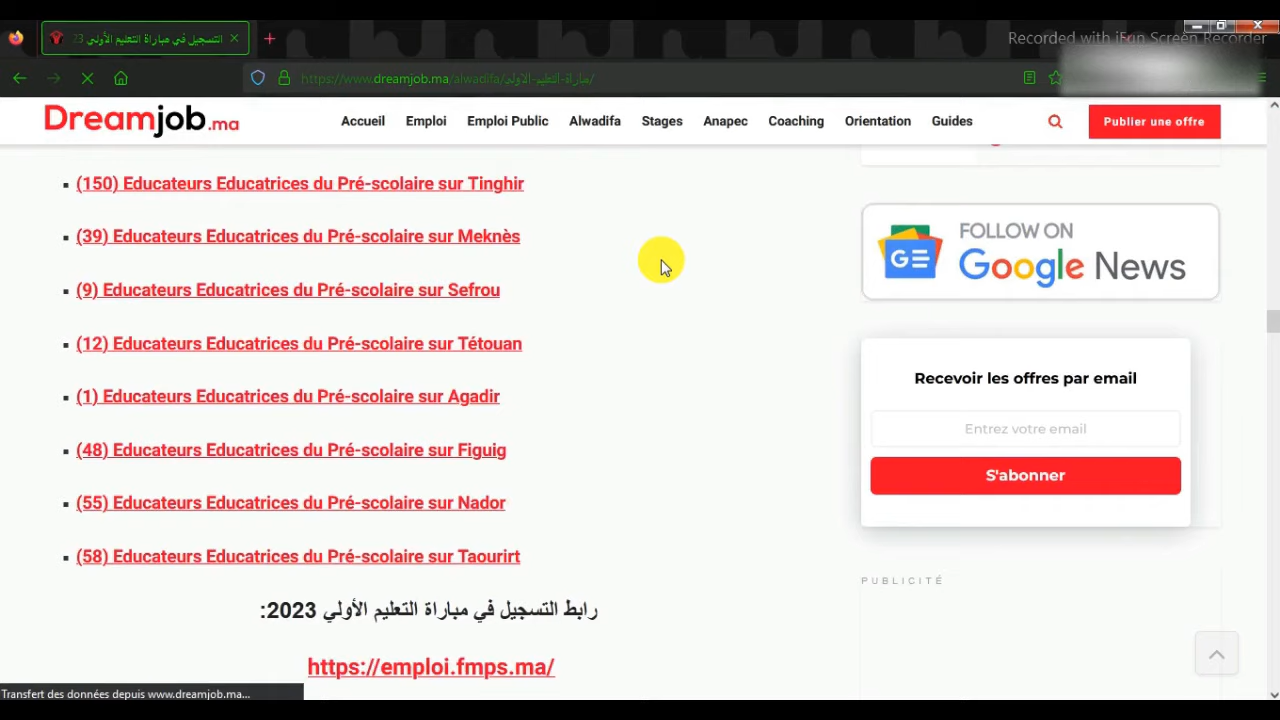 Recorded with iFun Screen Recorder
التسجيل في مباراة التعليم الأولي 23
https://www.dreamjob.ma/alwadifa/مباراة-التعليم-الاولى/
Dreamjob.ma
Accueil
Emploi
Emploi Public
Alwadifa
Stages
Anapec
Coaching
Orientation
Guides
Publier une offre
(150) Educateurs Educatrices du Pré-scolaire sur Tinghir
(39) Educateurs Educatrices du Pré-scolaire sur Meknès
(9) Educateurs Educatrices du Pré-scolaire sur Sefrou
(12) Educateurs Educatrices du Pré-scolaire sur Tétouan
(1) Educateurs Educatrices du Pré-scolaire sur Agadir
(48) Educateurs Educatrices du Pré-scolaire sur Figuig
(55) Educateurs Educatrices du Pré-scolaire sur Nador
(58) Educateurs Educatrices du Pré-scolaire sur Taourirt
رابط التسجيل في مباراة التعليم الأولي 2023:
https://emploi.fmps.ma/
FOLLOW ON
GE Google News
Recevoir les offres par email
Entrez votre email
S'abonner
PUBLICITÉ
Transfert des données depuis www.dreamjob.ma...